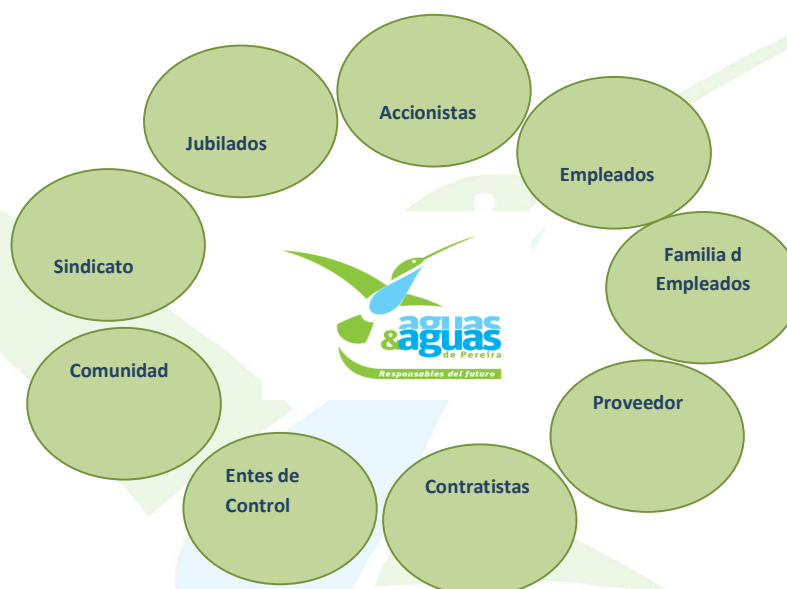 Accionistas
Jubilados
Empleados
Familia d
Empleados
Sindicato
aguas
&aguas
de Pereira
Responsables del futuro
Comunidad
Proveedor
Entes de
Control
Contratistas